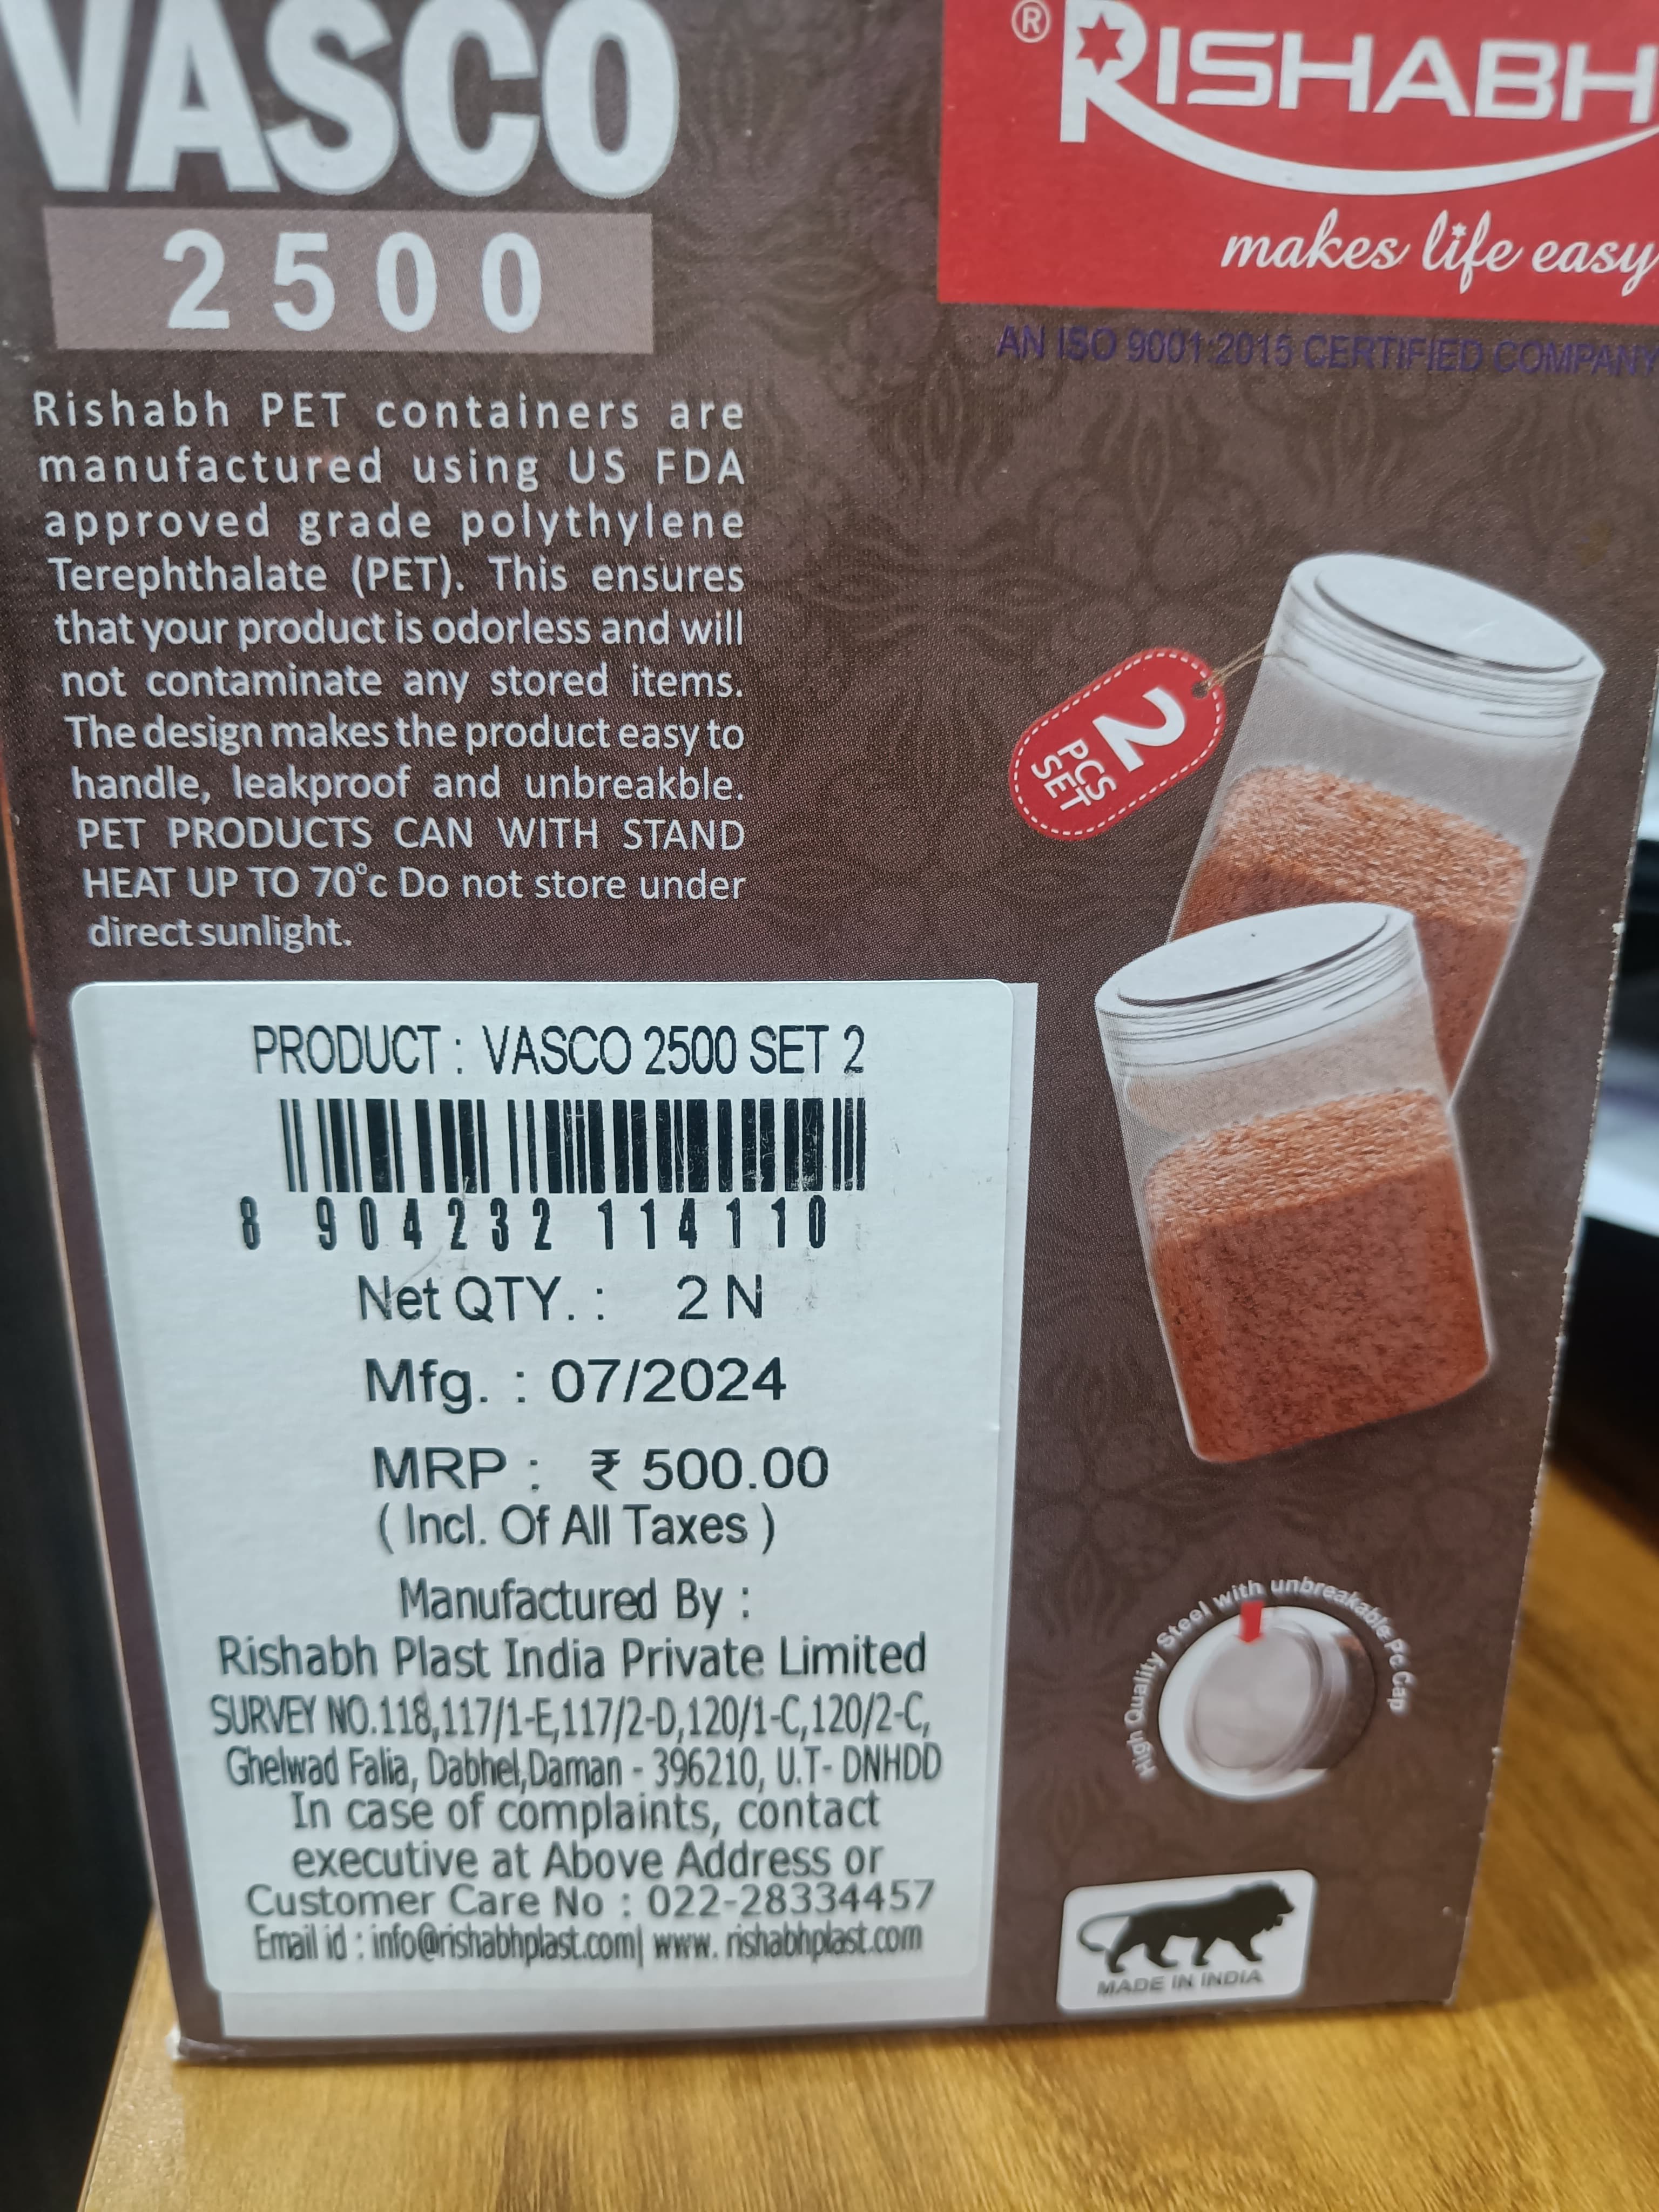 VASCO
2500
® RISHABH
makes life easy
AN ISO 9001:2015 CERTIFIED COMPANY
Rishabh PET containers are
manufactured using US FDA
approved grade polythylene
Terephthalate (PET). This ensures
that your product is odorless and will
not contaminate any stored items.
The design makes the product easy to
handle, leakproof and unbreakble.
PET PRODUCTS CAN WITH STAND
HEAT UP TO 70°c Do not store under
direct sunlight.
2
PCS
SET
PRODUCT : VASCO 2500 SET 2
8 904232 114110
Net QTY. : 2 N
Mfg. : 07/2024
MRP : ₹ 500.00
( Incl. Of All Taxes )
Manufactured By :
Rishabh Plast India Private Limited
SURVEY NO.118,117/1-E,117/2-D,120/1-C,120/2-C,
Ghelwad Falia, Dabhel,Daman - 396210, U.T- DNHDD
In case of complaints, contact
executive at Above Address or
Customer Care No : 022-28334457
Email id : info@rishabhplast.com| www. rishabhplast.com
High Quality Steel with unbreakable Pc Cap
MADE IN INDIA